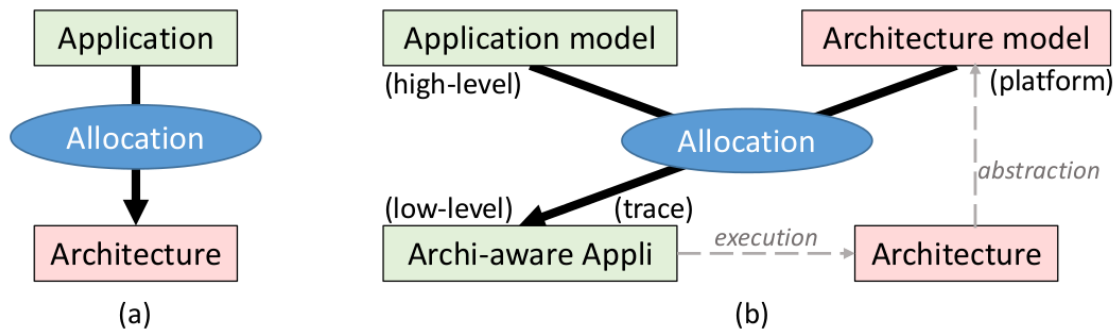 Application
Allocation
Architecture
(a)
Application model
(high-level)
Architecture model
(platform)
Allocation
abstraction
(low-level)
(trace)
Archi-aware Appli
execution
Architecture
(b)